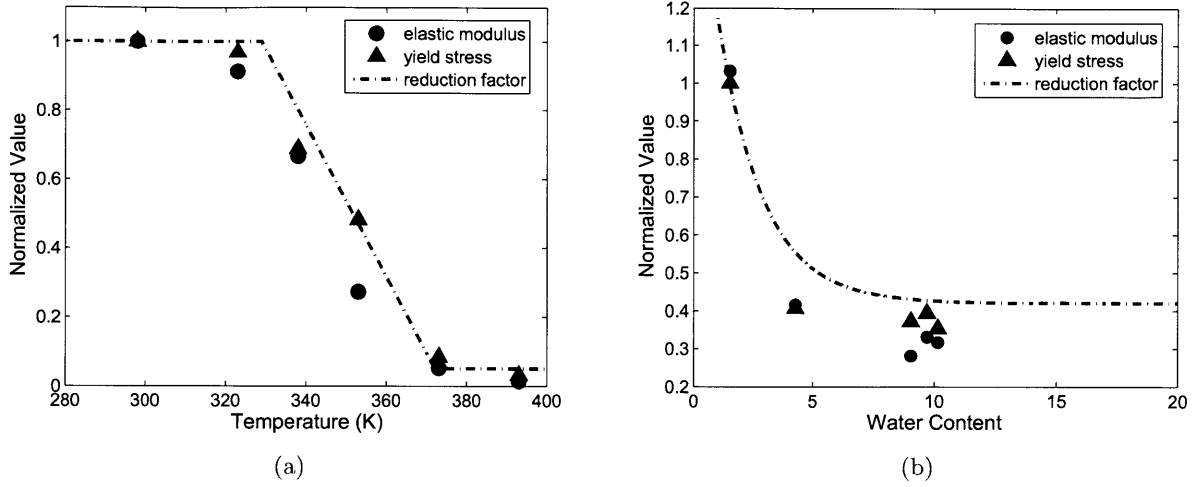 elastic modulus
yield stress
reduction factor
Normalized Value
1
0.8
0.6
0.4
0.2
0
280 300 320 340 360 380 400
Temperature (K)
(a)
elastic modulus
yield stress
reduction factor
Normalized Value
1.2
1.1
1
0.9
0.8
0.7
0.6
0.5
0.4
0.3
0.2
0 5 10 15 20
Water Content
(b)